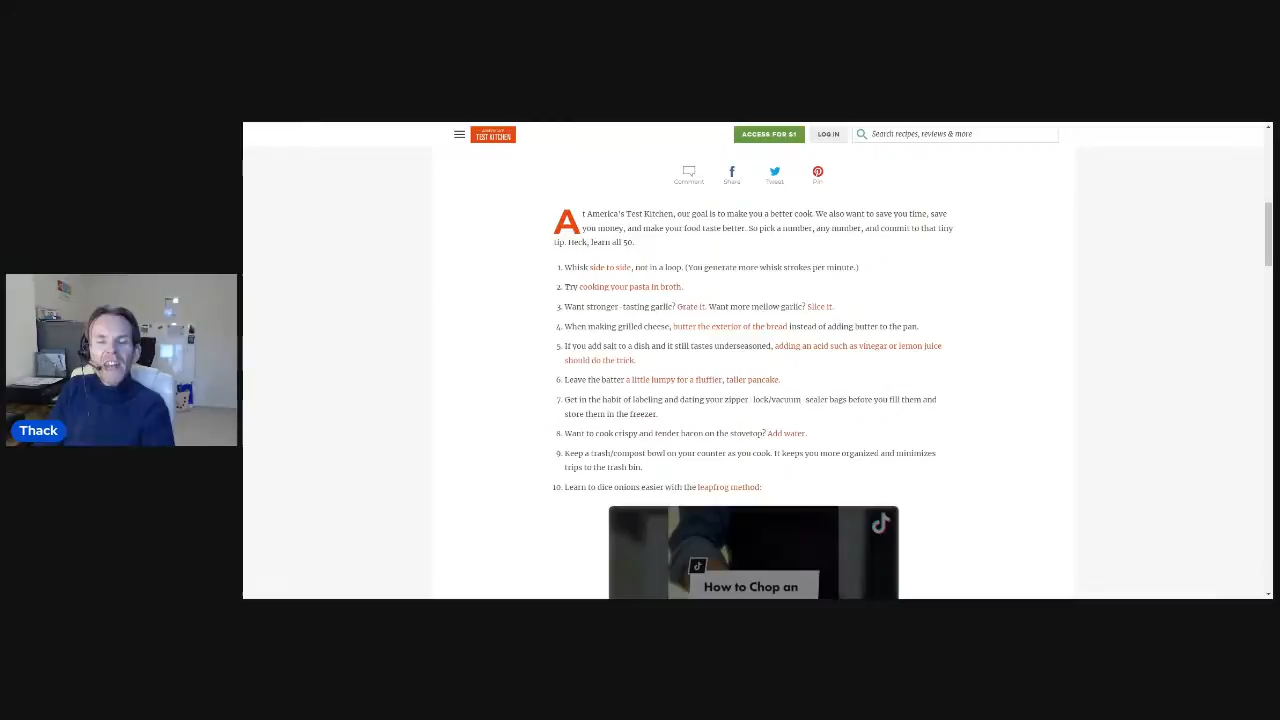 AMERICA'S
TEST KITCHEN
ACCESS FOR $1
LOG IN
Search recipes, reviews & more
Comment
Share
Tweet
Pin
At America's Test Kitchen, our goal is to make you a better cook. We also want to save you time, save
you money, and make your food taste better. So pick a number, any number, and commit to that tiny
tip. Heck, learn all 50.
1. Whisk side to side, not in a loop. (You generate more whisk strokes per minute.)
2. Try cooking your pasta in broth.
3. Want stronger-tasting garlic? Grate it. Want more mellow garlic? Slice it.
4. When making grilled cheese, butter the exterior of the bread instead of adding butter to the pan.
5. If you add salt to a dish and it still tastes underseasoned, adding an acid such as vinegar or lemon juice
should do the trick.
6. Leave the batter a little lumpy for a fluffier, taller pancake.
7. Get in the habit of labeling and dating your zipper-lock/vacuum-sealer bags before you fill them and
store them in the freezer.
8. Want to cook crispy and tender bacon on the stovetop? Add water.
9. Keep a trash/compost bowl on your counter as you cook. It keeps you more organized and minimizes
trips to the trash bin.
10. Learn to dice onions easier with the leapfrog method:
How to Chop an
Thack